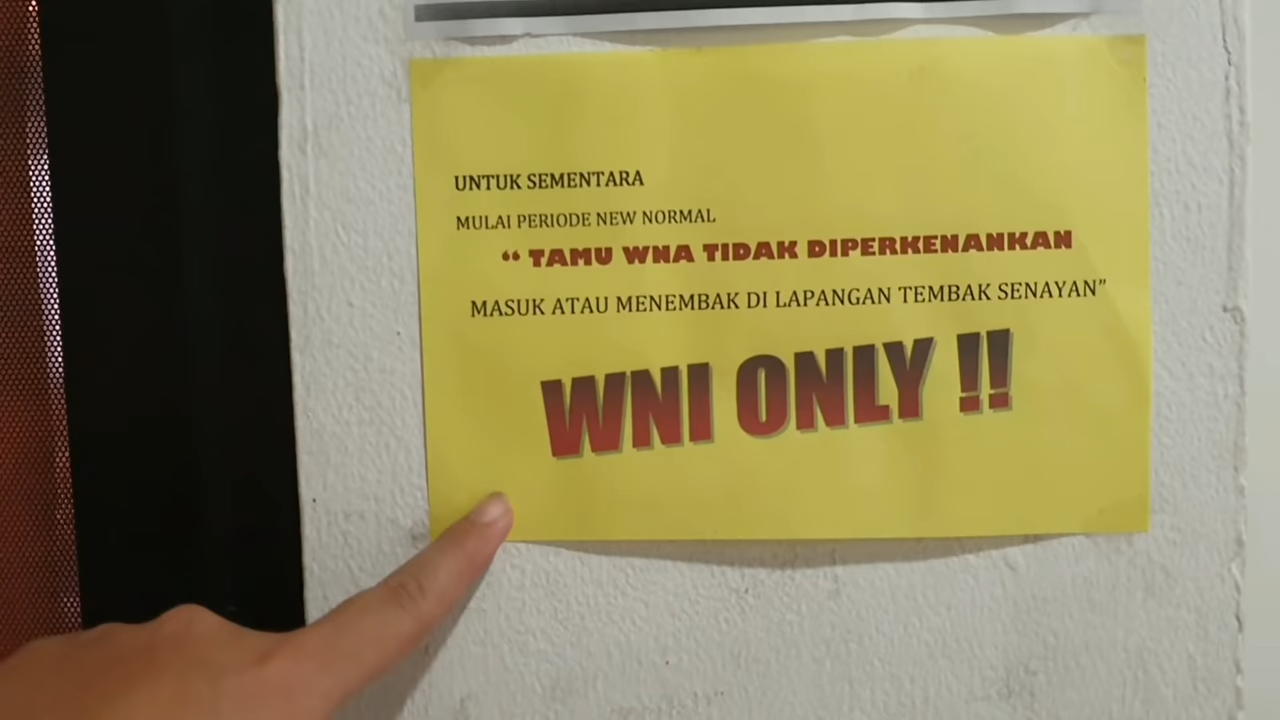 UNTUK SEMENTARA
MULAI PERIODE NEW NORMAL
“ TAMU WNA TIDAK DIPERKENANKAN
MASUK ATAU MENEMBAK DI LAPANGAN TEMBAK SENAYAN”
WNI ONLY !!